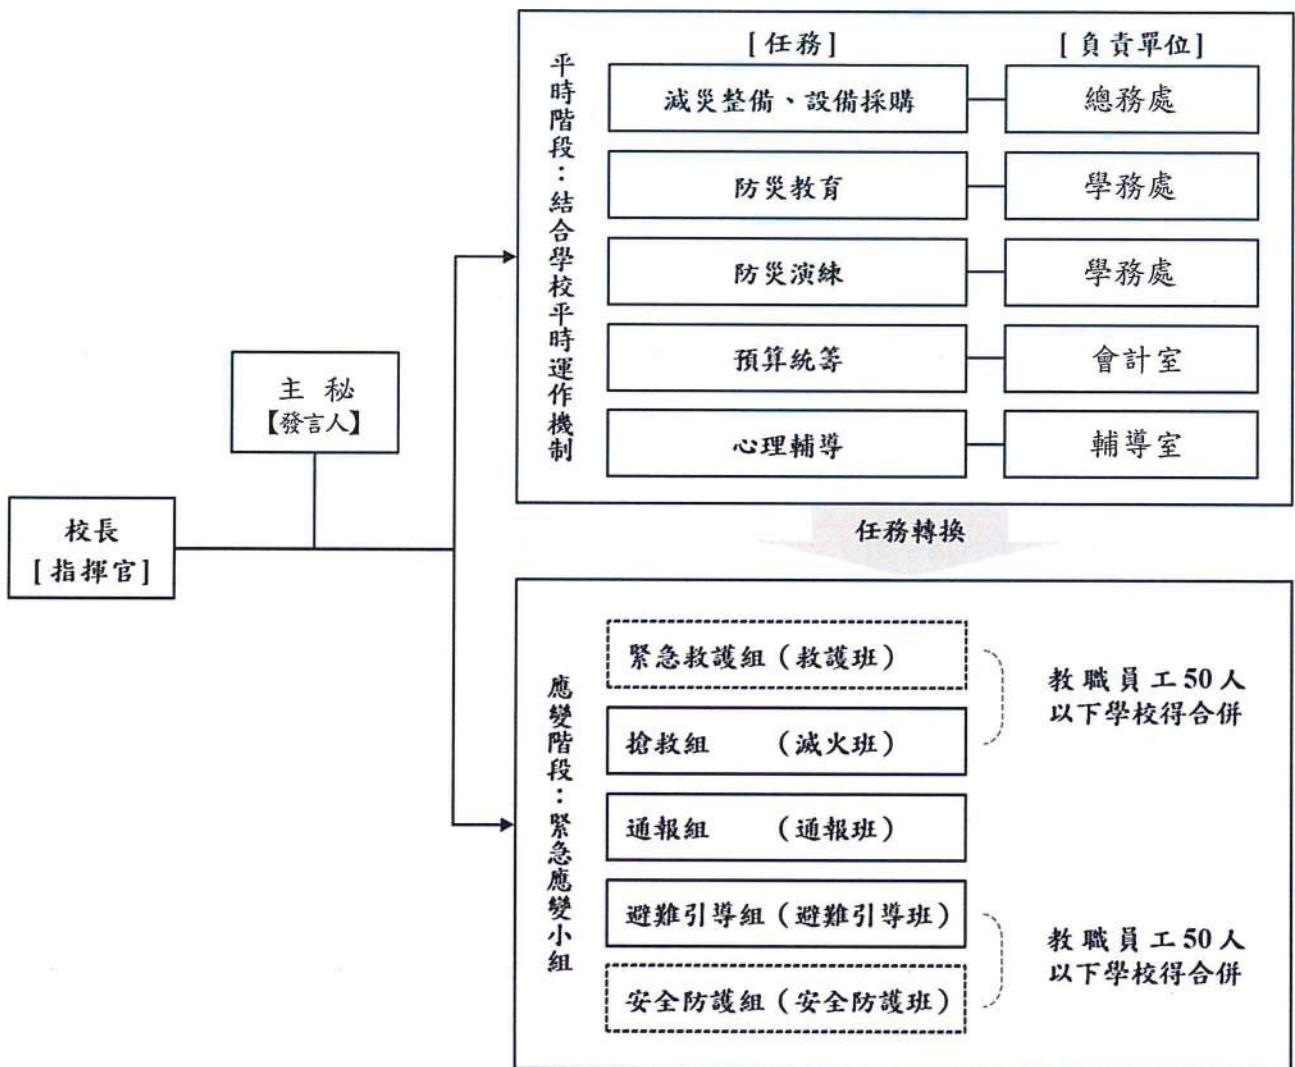 [任務]
[負責單位]
平時階段：結合學校平時運作機制
減災整備、設備採購
總務處
防災教育
學務處
防災演練
學務處
預算統籌
會計室
心理輔導
輔導室
主 秘
【發言人】
校長
[指揮官]
任務轉換
應變階段：緊急應變小組
緊急救護組（救護班）
搶救組 （滅火班）
通報組 （通報班）
避難引導組（避難引導班）
安全防護組（安全防護班）
教職員工50人
以下學校得合併
教職員工50人
以下學校得合併